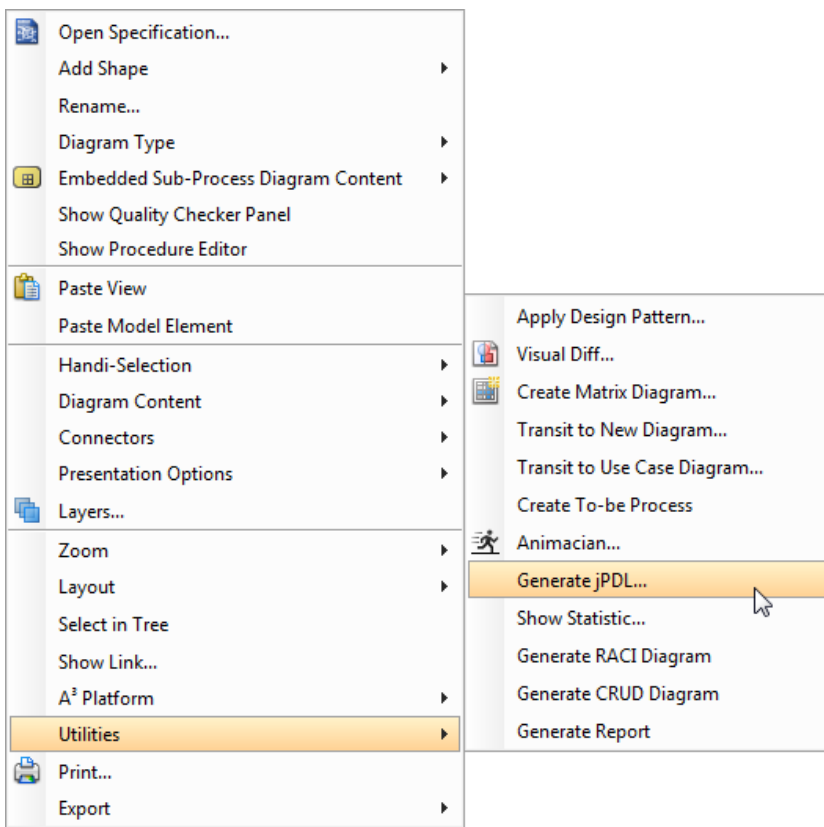 Open Specification...
Add Shape
Rename...
Diagram Type
Embedded Sub-Process Diagram Content
Show Quality Checker Panel
Show Procedure Editor
Paste View
Paste Model Element
Handi-Selection
Diagram Content
Connectors
Presentation Options
Layers...
Zoom
Layout
Select in Tree
Show Link...
A³ Platform
Utilities
Print...
Export
Apply Design Pattern...
Visual Diff...
Create Matrix Diagram...
Transit to New Diagram...
Transit to Use Case Diagram...
Create To-be Process
Animacian...
Generate jPDL...
Show Statistic...
Generate RACI Diagram
Generate CRUD Diagram
Generate Report